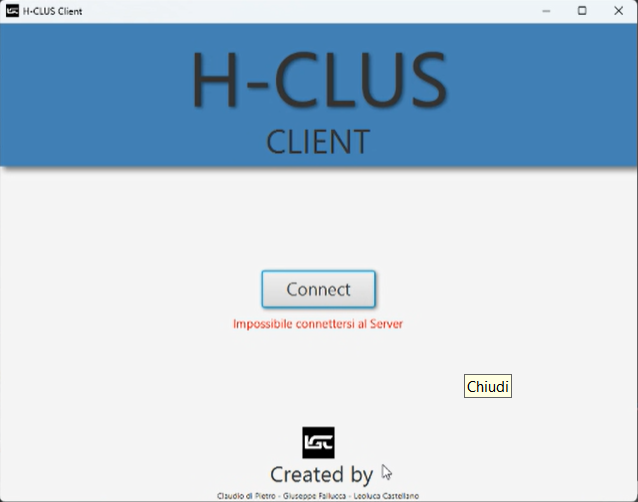 H-CLUS Client
H-CLUS
CLIENT
Connect
Impossibile connettersi al Server
Chiudi
LGC
Created by
Claudio di Pietro - Giuseppe Fallucca - Leoluca Castellano